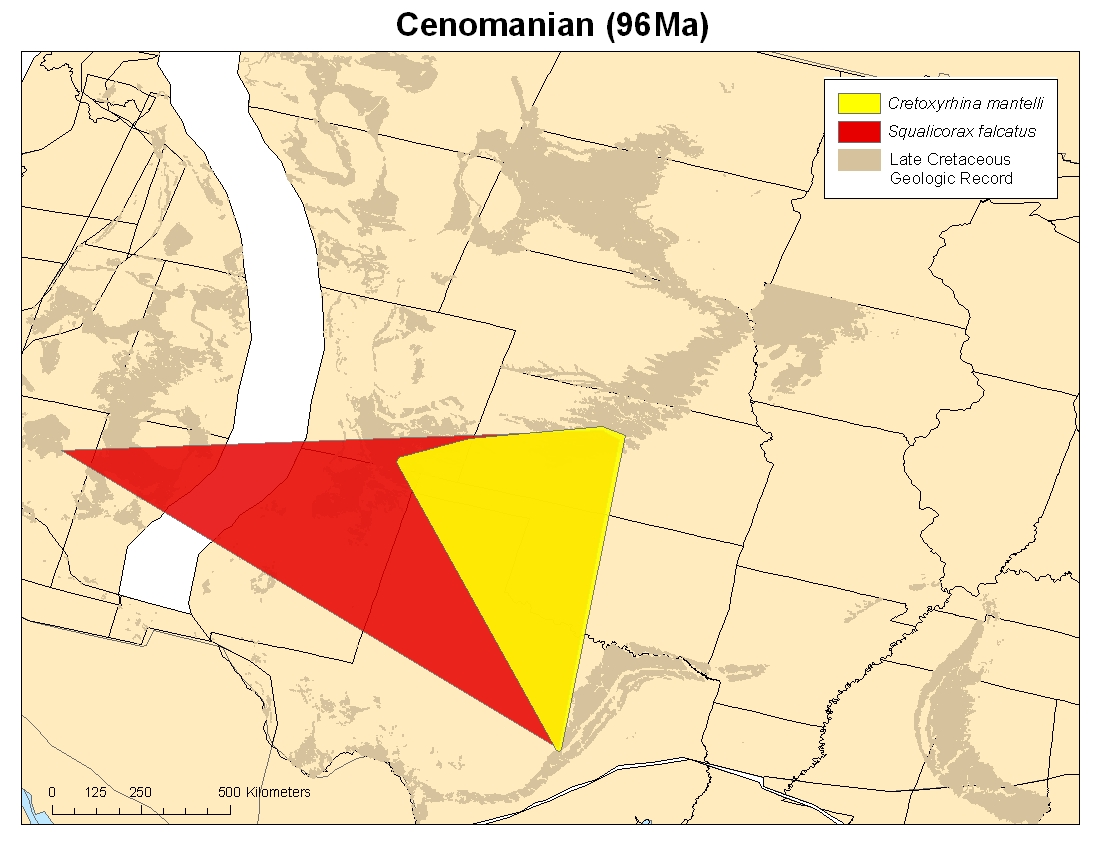 Cenomanian (96Ma)
Cretoxyrhina mantelli
Squalicorax falcatus
Late Cretaceous
Geologic Record
0 125 250 500 Kilometers